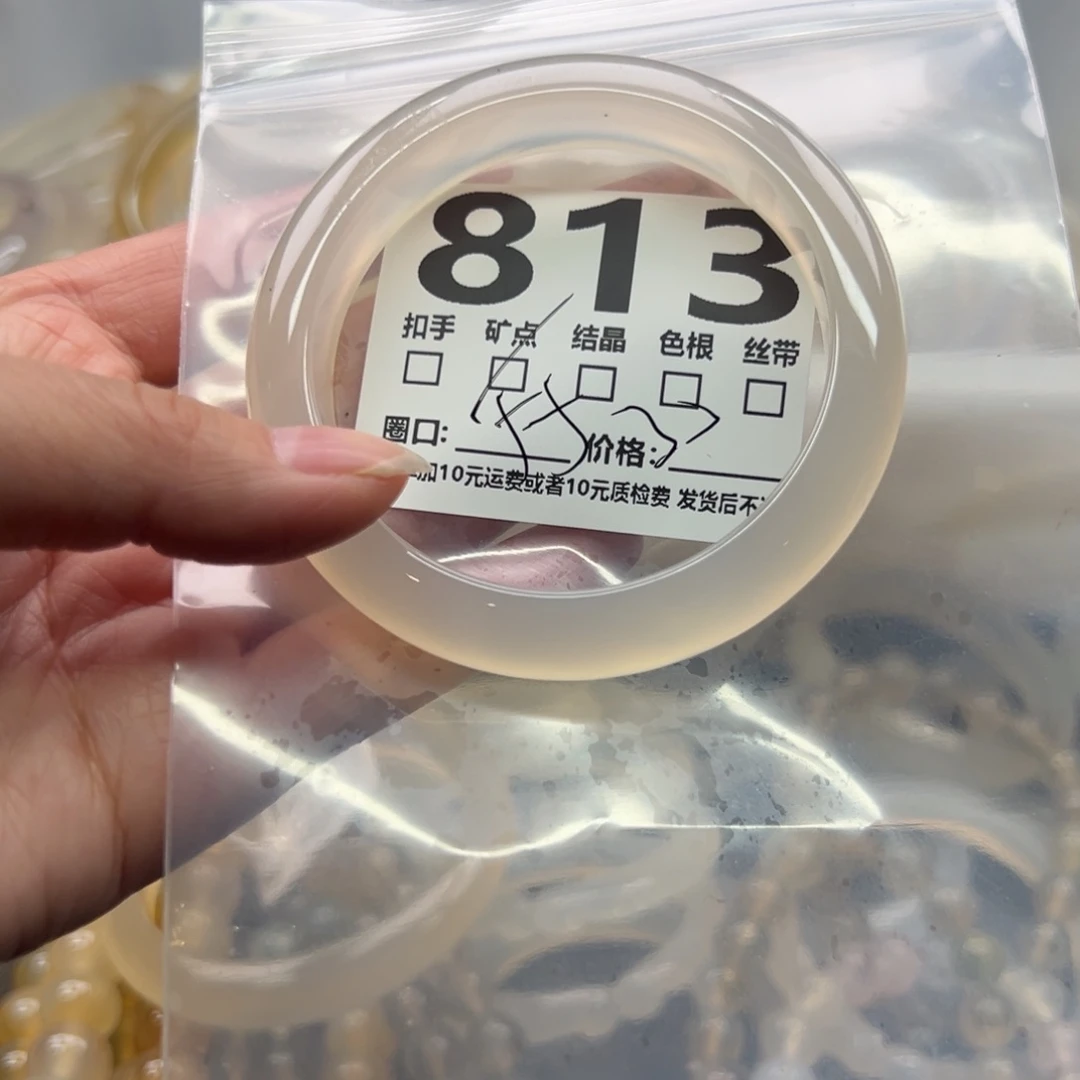 813
扣手 矿点 结晶 色根 丝带
圈口: 价格:
加10元运费或者10元质检费 发货后不